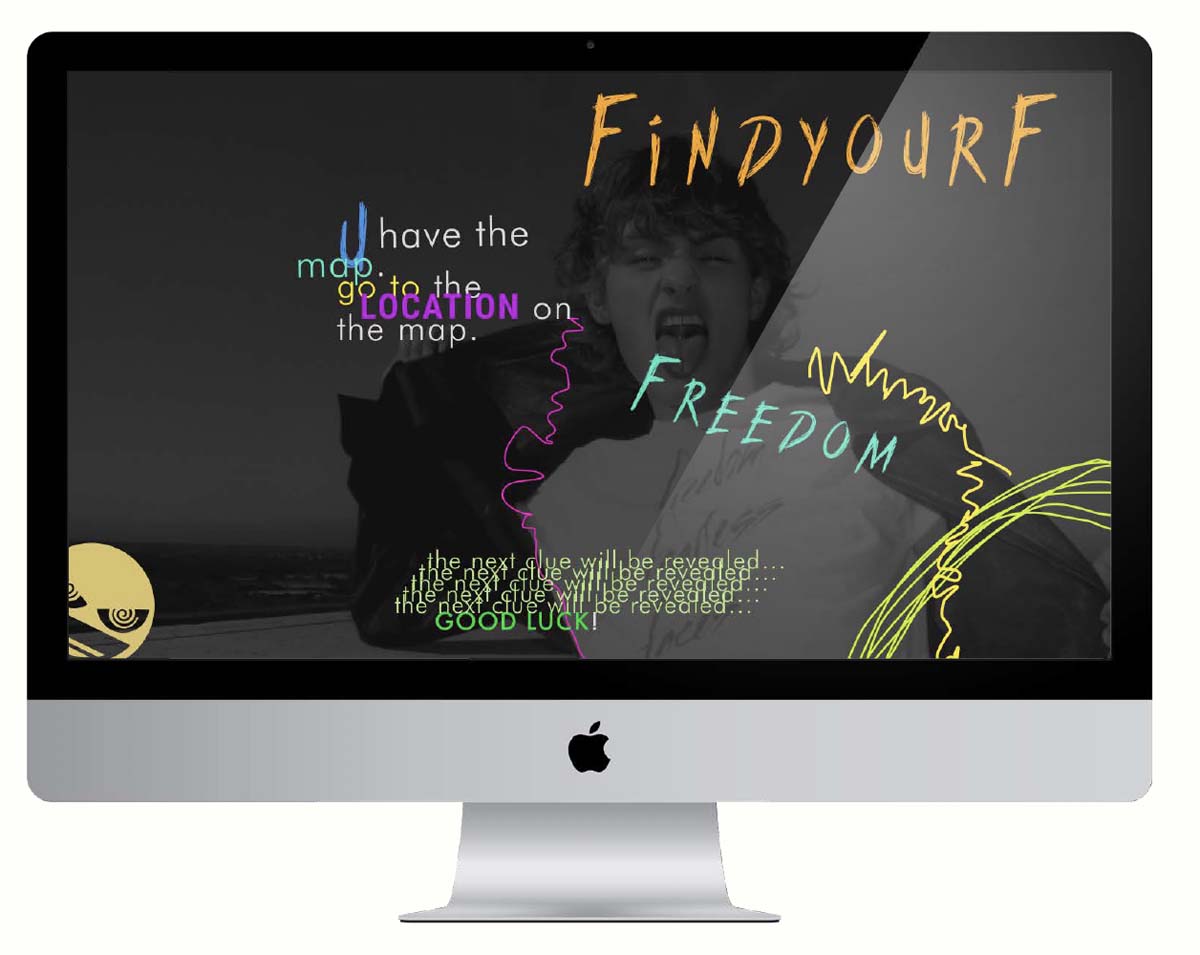 FiNDYOURF
U have the
map.
go to the
LOCATION on
the map.
FREEDOM
freedom
the next clue will be revealed...
the next clue will be revealed...
the next clue will be revealed...
the next clue will be revealed...
the next clue will be revealed...
GOOD LUCK!